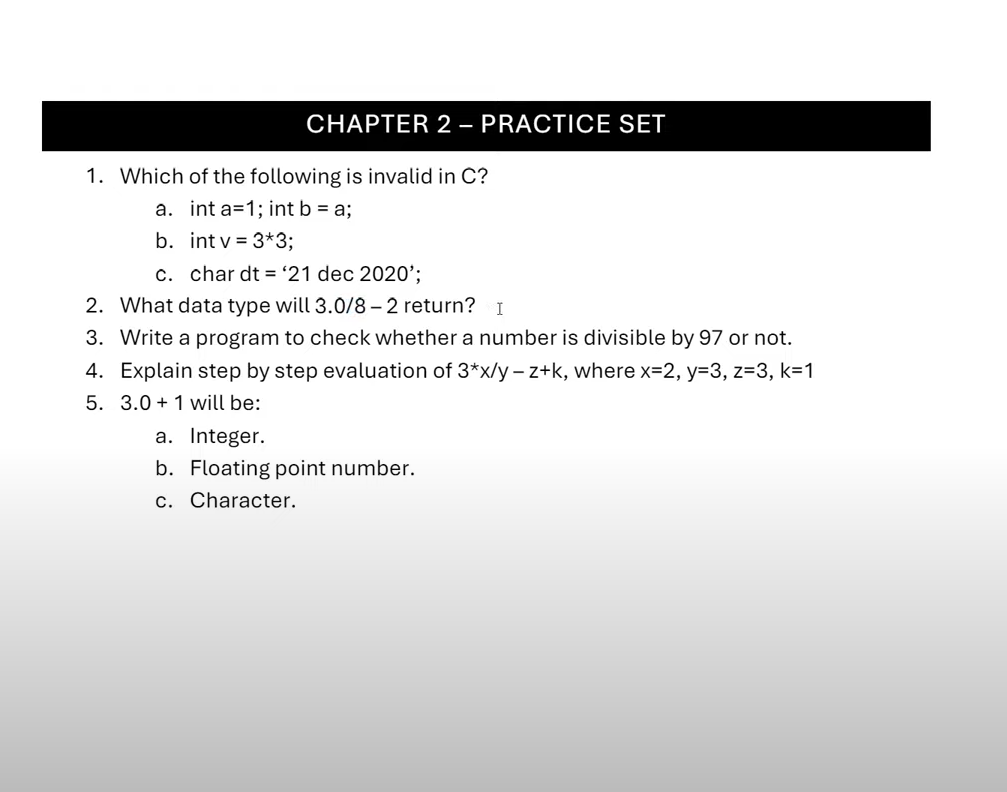 CHAPTER 2 – PRACTICE SET
1. Which of the following is invalid in C?
a. int a=1; int b = a;
b. int v = 3*3;
c. char dt = ‘21 dec 2020’;
2. What data type will 3.0/8 – 2 return?
3. Write a program to check whether a number is divisible by 97 or not.
4. Explain step by step evaluation of 3*x/y – z+k, where x=2, y=3, z=3, k=1
5. 3.0 + 1 will be:
a. Integer.
b. Floating point number.
c. Character.